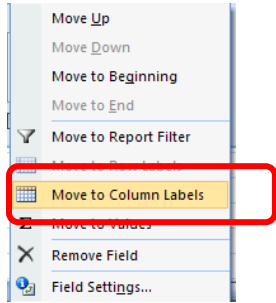 Move Up
Move Down
Move to Beginning
Move to End
Move to Report Filter
Move to Row Labels
Move to Column Labels
Move to Values
Remove Field
Field Settings...